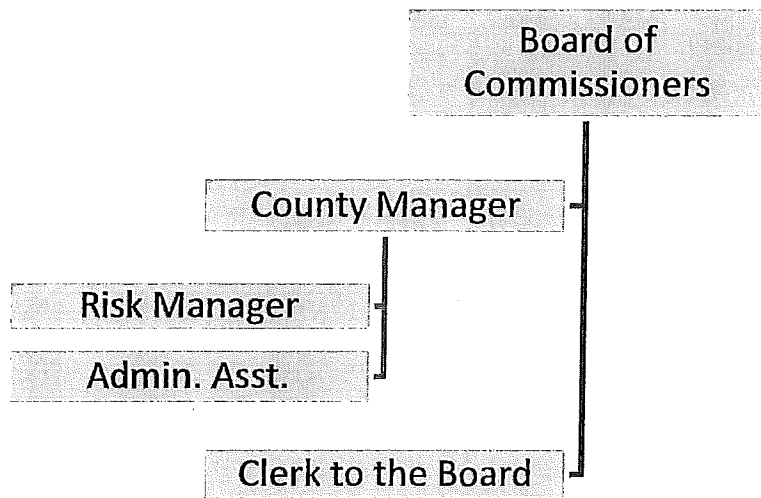 Board of
Commissioners
County Manager
Risk Manager
Admin. Asst.
Clerk to the Board